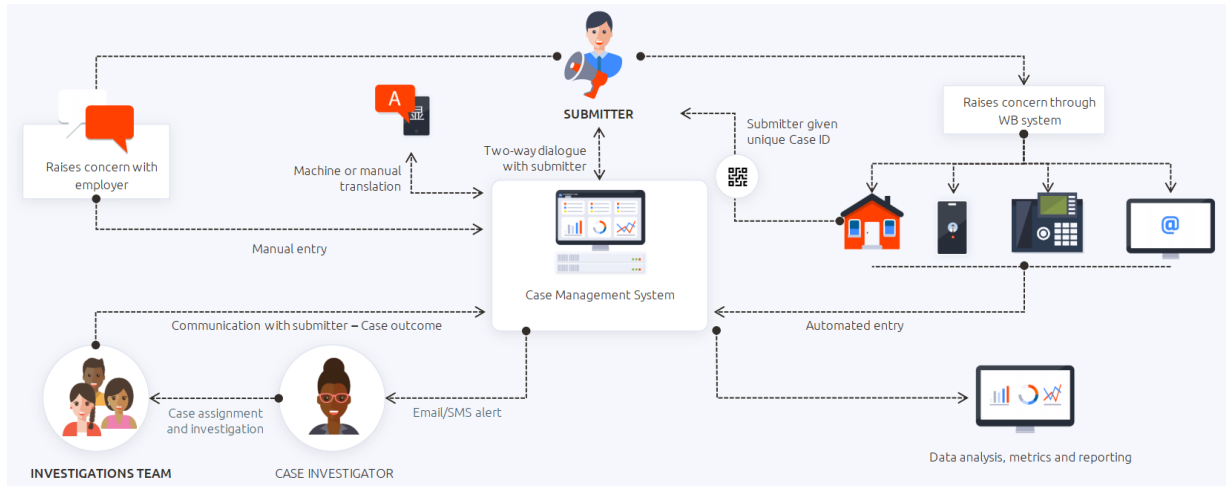 SUBMITTER
Raises concern through
WB system
A
显
Submitter given
unique Case ID
Raises concern with
employer
Machine or manual
translation
Two-way dialogue
with submitter
@
Manual entry
Case Management System
Communication with submitter – Case outcome
Automated entry
Case assignment
and investigation
Email/SMS alert
Data analysis, metrics and reporting
INVESTIGATIONS TEAM
CASE INVESTIGATOR